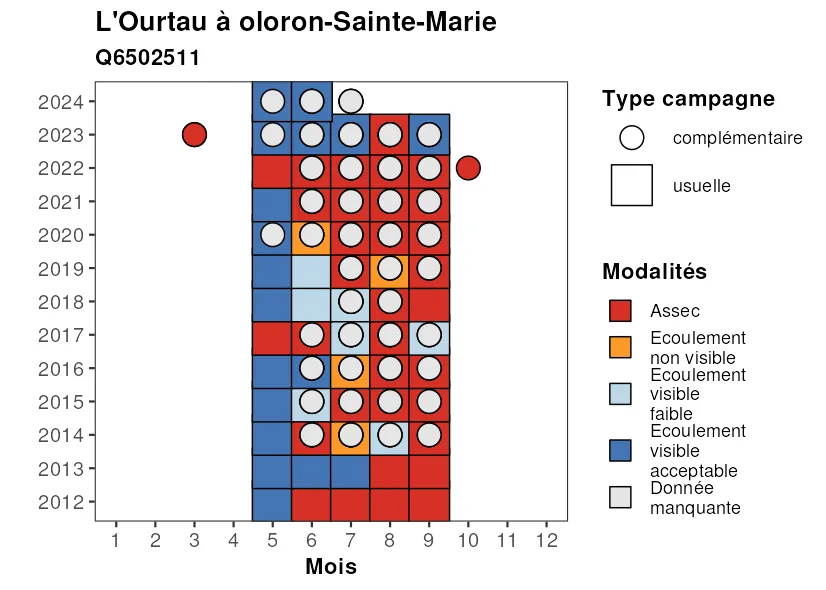 L'Ourtau à oloron-Sainte-Marie
Q6502511
2024
2023
2022
2021
2020
2019
2018
2017
2016
2015
2014
2013
2012
1 2 3 4 5 6 7 8 9 10 11 12
Mois
Type campagne
complémentaire
usuelle
Modalités
Assec
Ecoulement
non visible
Ecoulement
visible
faible
Ecoulement
visible
acceptable
Donnée
manquante